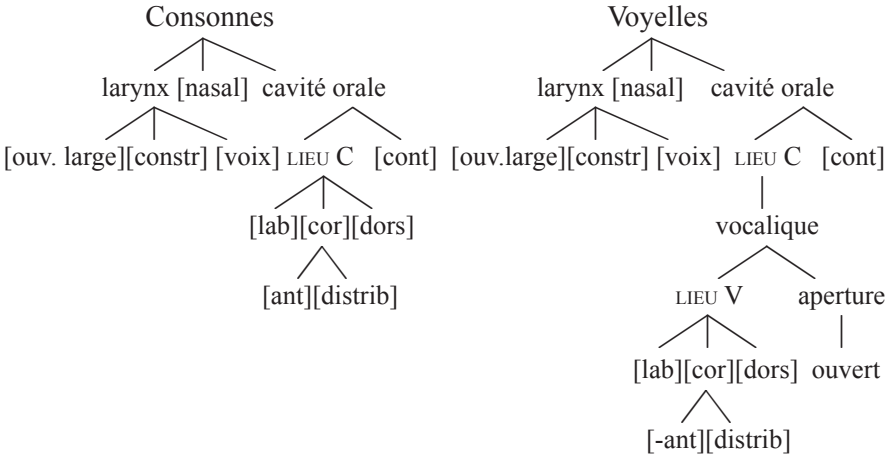 Consonnes Voyelles
larynx [nasal] cavité orale larynx [nasal] cavité orale
[ouv. large][constr] [voix] LIEU C [cont] [ouv.large][constr] [voix] LIEU C [cont]
[lab][cor][dors] vocalique
[ant][distrib] LIEU V aperture
[lab][cor][dors] ouvert
[-ant][distrib]